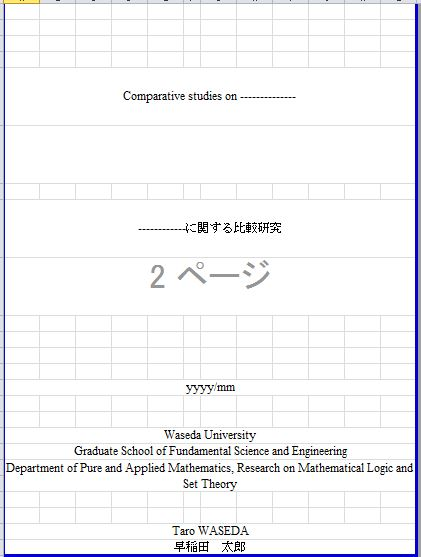 Comparative studies on --------------
------------に関する比較研究
2 ページ
yyyy/mm
Waseda University
Graduate School of Fundamental Science and Engineering
Department of Pure and Applied Mathematics, Research on Mathematical Logic and
Set Theory
Taro WASEDA
早稲田　太郎